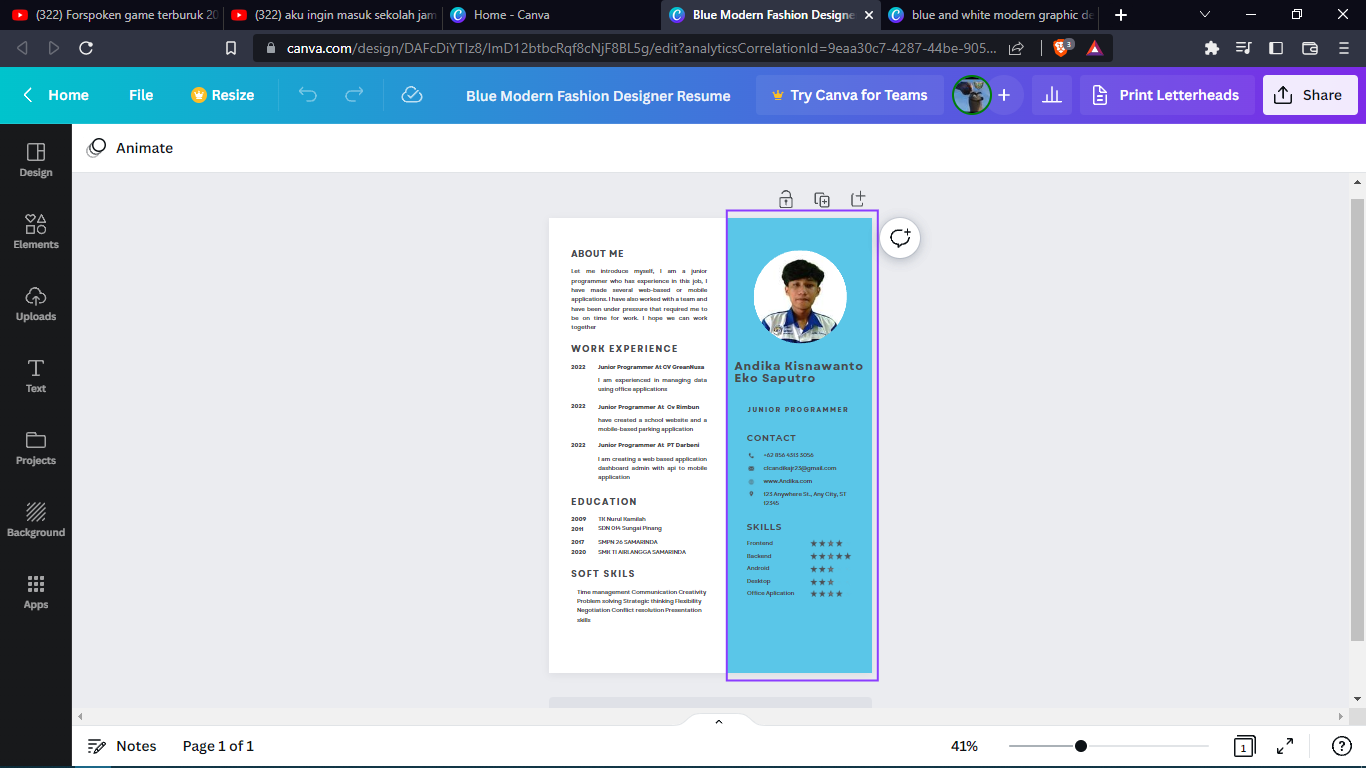 (322) Forspoken game terburuk 20
(322) aku ingin masuk sekolah jam
Home - Canva
Blue Modern Fashion Designe
blue and white modern graphic de
canva.com/design/DAFcDiYTIz8/ImD12btbcRqf8cNjF8BL5g/edit?analyticsCorrelationId=9eaa30c7-4287-44be-905...
3
Home
File
Resize
Blue Modern Fashion Designer Resume
Try Canva for Teams
Print Letterheads
Share
Animate
Design
Elements
Uploads
Text
Projects
Background
Apps
ABOUT ME
Let me introduce myself, I am a junior
programmer who has experience in this job, I
have made several web-based or mobile
applications. I have also worked with a team and
have been under pressure that required me to
be on time for work. I hope we can work
together
WORK EXPERIENCE
2022 Junior Programmer At CV GreanNusa
I am experienced in managing data
using office applications
2022 Junior Programmer At Cv Rimbun
have created a school website and a
mobile-based parking application
2022 Junior Programmer At PT Darbeni
I am creating a web based application
dashboard admin with api to mobile
application
EDUCATION
2009 TK Nurul Kamilah
2011 SDN 014 Sungai Pinang
2017 SMPN 26 SAMARINDA
2020 SMK TI AIRLANGGA SAMARINDA
SOFT SKILS
Time management Communication Creativity
Problem solving Strategic thinking Flexibility
Negotiation Conflict resolution Presentation
skills
Andika Kisnawanto
Eko Saputro
JUNIOR PROGRAMMER
CONTACT
+62 856 4313 3056
clcandikajr23@gmail.com
www.Andika.com
123 Anywhere St., Any City, ST
12345
SKILLS
Frontend
Backend
Android
Desktop
Office Aplication
Notes
Page 1 of 1
41%
1